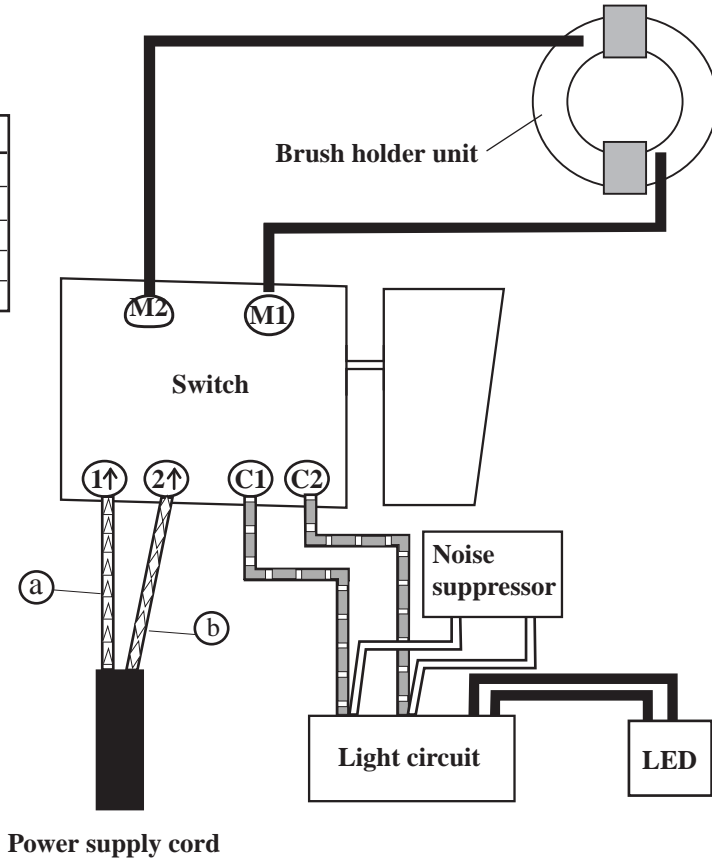 Brush holder unit
M2
M1
Switch
1↑
2↑
C1
C2
Noise
suppressor
a
b
Light circuit
LED
Power supply cord